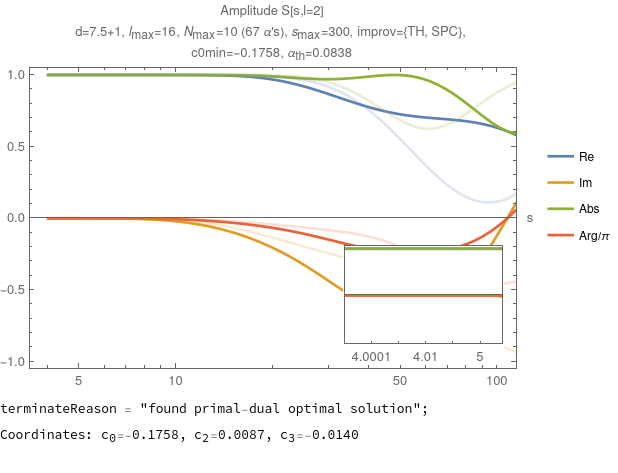 Amplitude S[s,l=2]
d=7.5+1, lmax=16, Nmax=10 (67 α's), smax=300, improv={TH, SPC},
c0min=-0.1758, αth=0.0838
1.0
0.5
0.0
-0.5
-1.0
s
Re
Im
Abs
Arg/π
4.0001 4.01 5
5 10 50 100
terminateReason = "found primal-dual optimal solution";
Coordinates: c0=-0.1758, c2=0.0087, c3=-0.0140